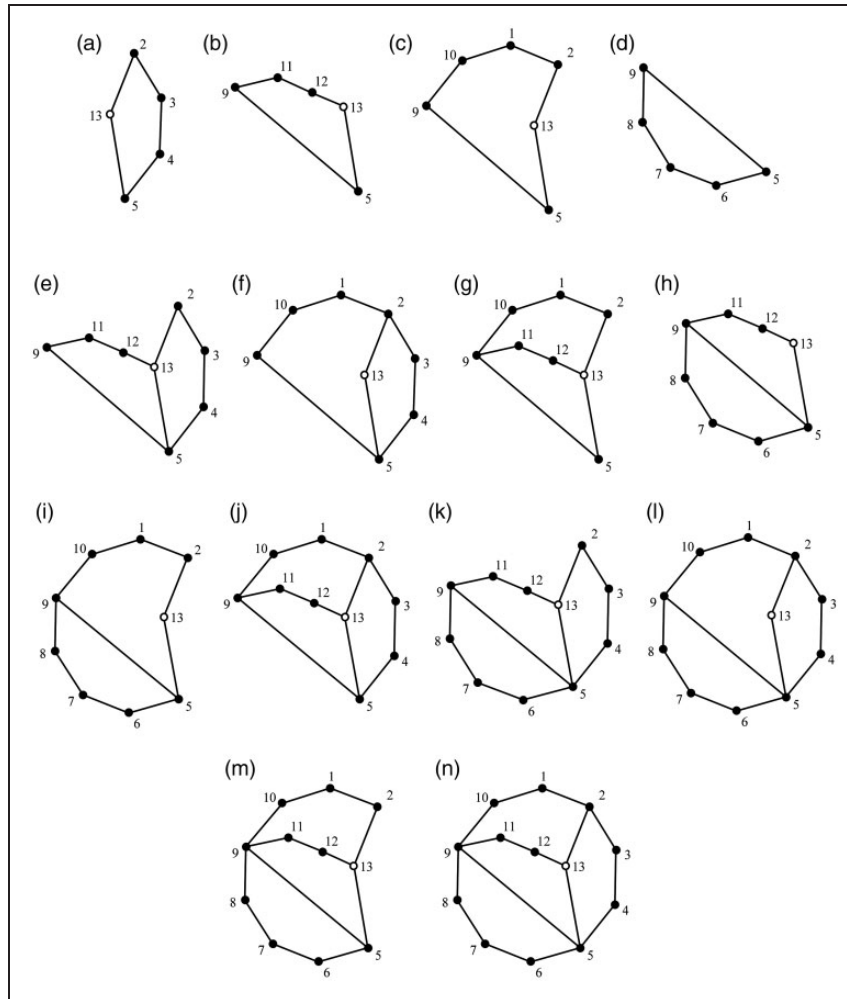 (a) (b) (c) (d)
2 3 4 5 13
11 12 13 9 5
1 10 2 9 13 5
9 8 7 6 5
(e) (f) (g) (h)
2 11 12 13 9 3 4 5
1 10 2 3 9 13 4 5
1 10 2 11 12 9 13 5
11 12 13 9 8 7 6 5
(i) (j) (k) (l)
1 10 2 9 13 8 7 6 5
1 10 2 11 12 9 13 3 4 5
2 11 12 9 13 3 8 4 7 6 5
1 10 2 9 13 3 8 4 7 6 5
(m) (n)
1 10 2 11 12 9 13 8 7 6 5
1 10 2 11 12 9 13 3 8 4 7 6 5